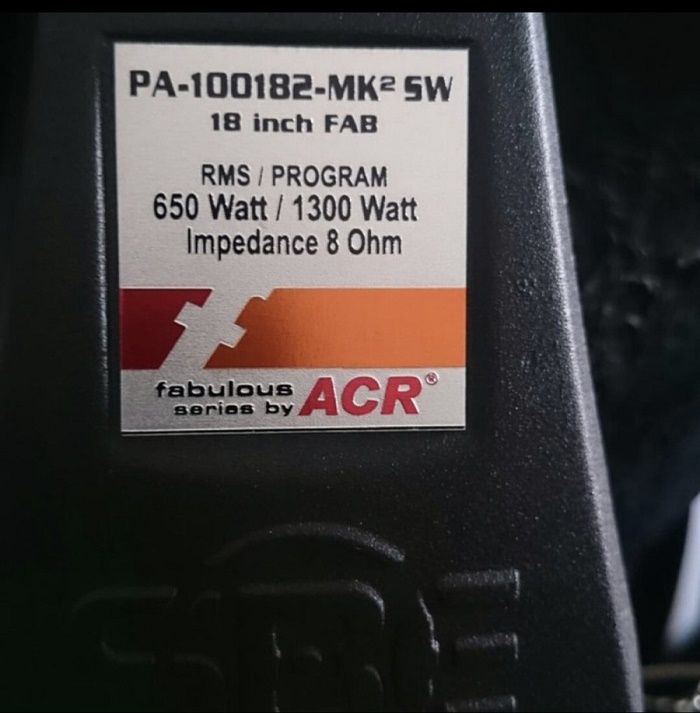 PA-100182-MK² SW
18 inch FAB
RMS / PROGRAM
650 Watt / 1300 Watt
Impedance 8 Ohm
fabulous
series by ACR®